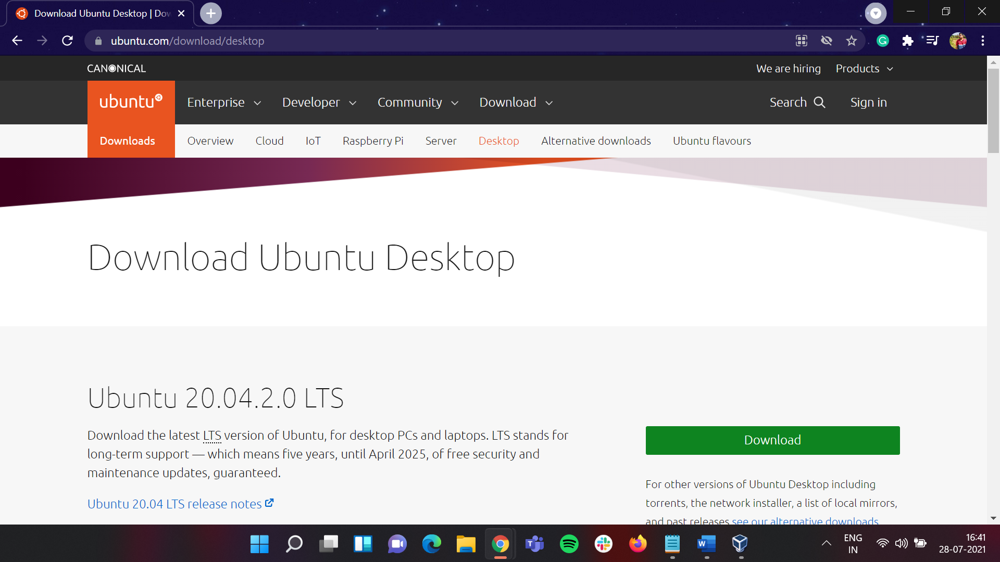 Download Ubuntu Desktop | Dow
ubuntu.com/download/desktop
CANONICAL
We are hiring Products
ubuntu
Enterprise Developer Community Download Search Sign in
Downloads Overview Cloud IoT Raspberry Pi Server Desktop Alternative downloads Ubuntu flavours
Download Ubuntu Desktop
Ubuntu 20.04.2.0 LTS
Download the latest LTS version of Ubuntu, for desktop PCs and laptops. LTS stands for
long-term support — which means five years, until April 2025, of free security and
maintenance updates, guaranteed.
Ubuntu 20.04 LTS release notes
Download
For other versions of Ubuntu Desktop including
torrents, the network installer, a list of local mirrors,
and past releases see our alternative downloads
ENG
IN
16:41
28-07-2021